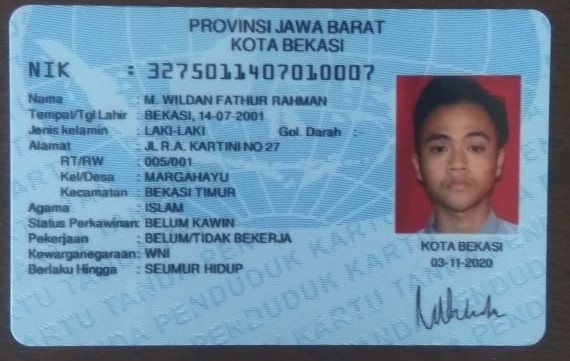 PROVINSI JAWA BARAT
KOTA BEKASI
NIK : 3275011407010007
Nama : M. WILDAN FATHUR RAHMAN
Tempat/Tgl Lahir : BEKASI, 14-07-2001
Jenis kelamin : LAKI-LAKI Gol. Darah :-
Alamat : JL R.A. KARTINI NO 27
RT/RW : 005/001
Kel/Desa : MARGAHAYU
Kecamatan : BEKASI TIMUR
Agama : ISLAM
Status Perkawinan: BELUM KAWIN
Pekerjaan : BELUM/TIDAK BEKERJA
Kewarganegaraan: WNI
Berlaku Hingga : SEUMUR HIDUP
KOTA BEKASI
03-11-2020
KARTU TANDA PENDUDUK